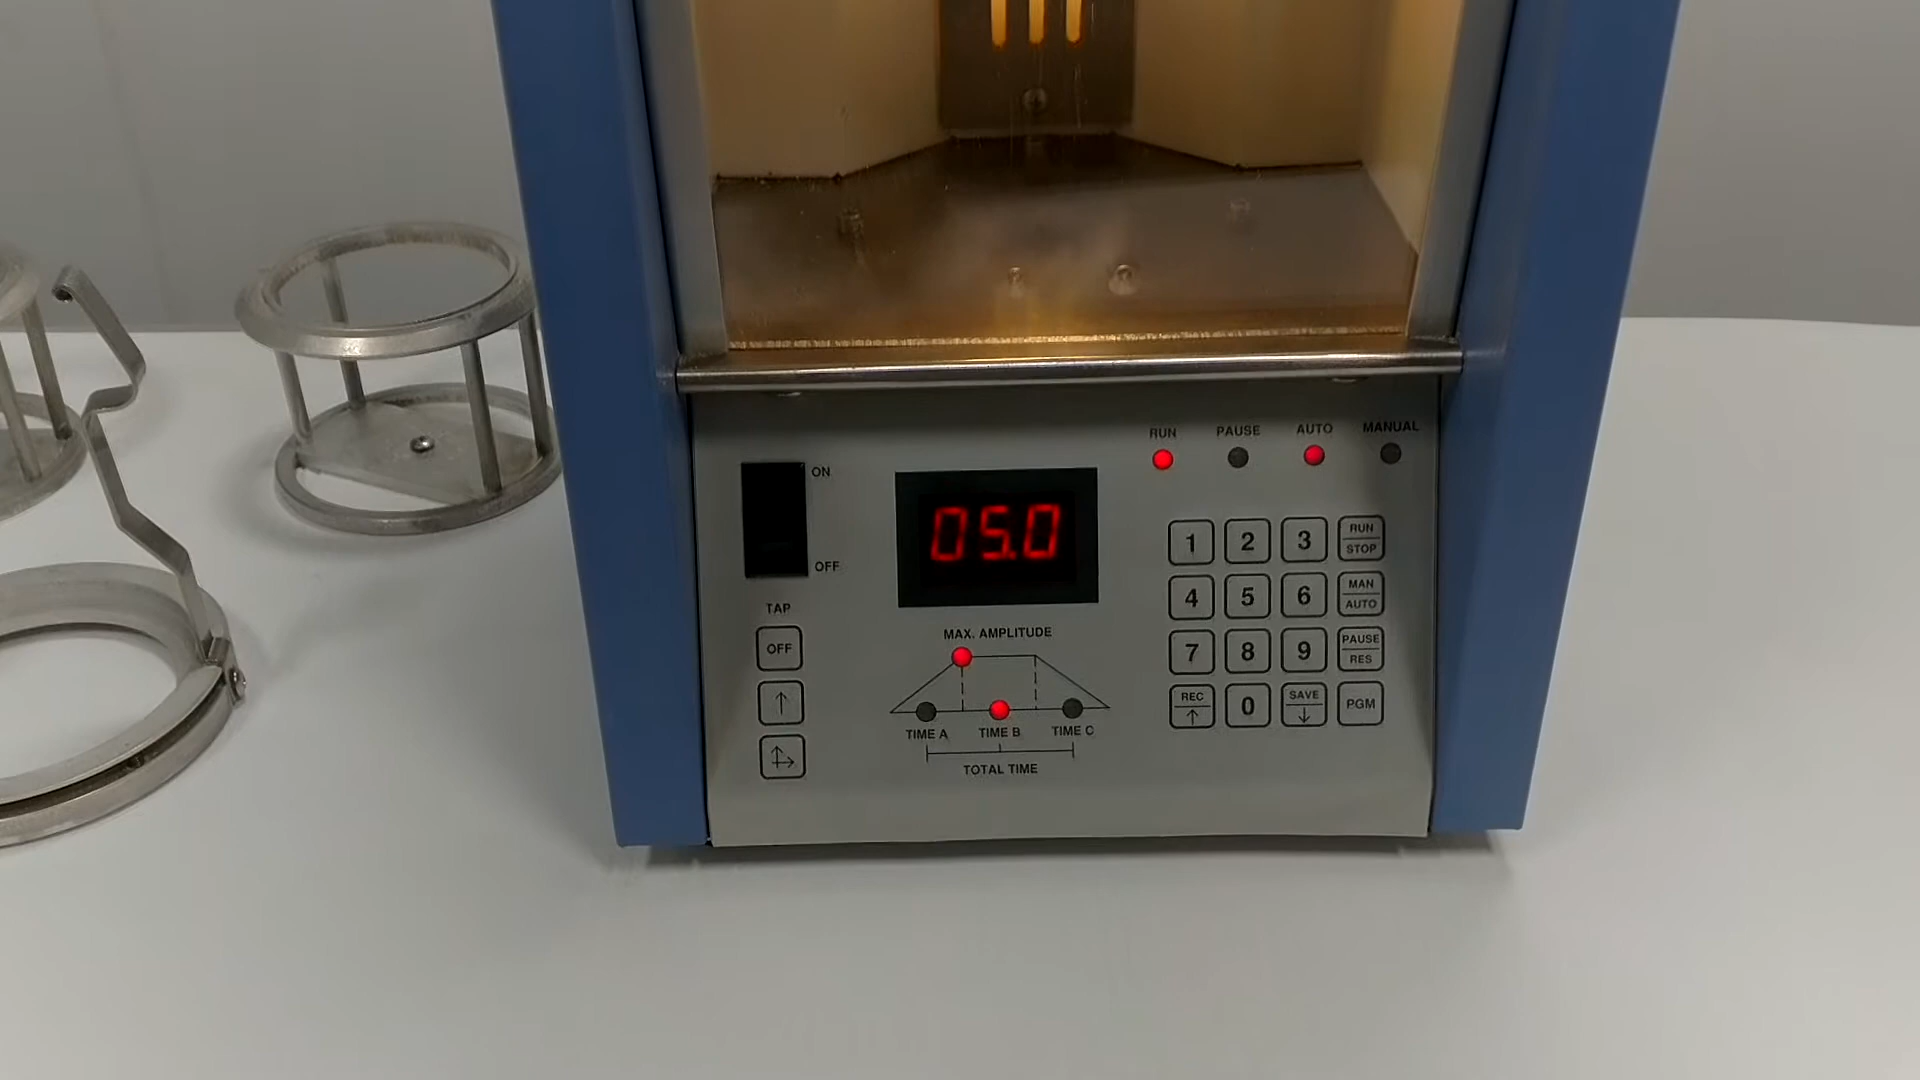 RUN PAUSE AUTO MANUAL
ON
OFF
05.0
1 2 3 RUN STOP
4 5 6 MAN AUTO
7 8 9 PAUSE RES
REC ↑ 0 SAVE ↓ PGM
TAP
OFF
↑
MAX. AMPLITUDE
TIME A TIME B TIME C
TOTAL TIME